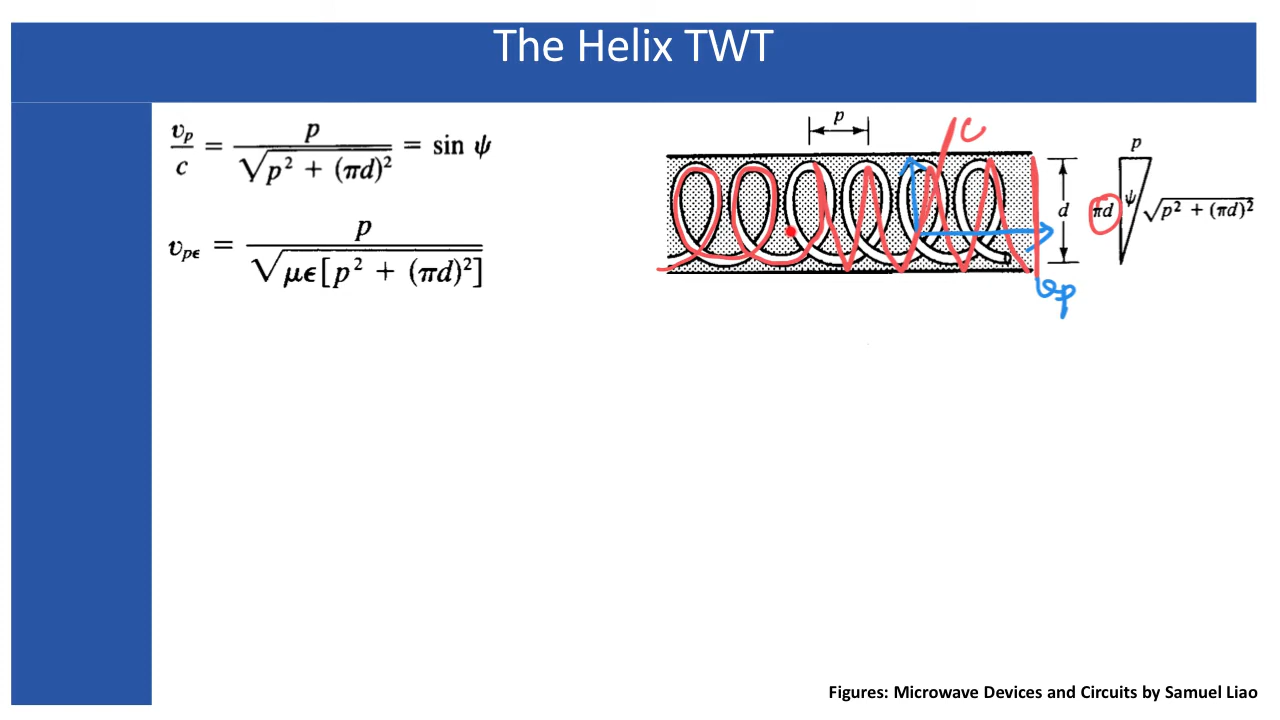 The Helix TWT
v_p/c = p/√(p² + (πd)²) = sin ψ
v_pε = p/√(με[p² + (πd)²])
p
c
d
p
πd ψ √(p² + (πd)²)
v_p
Figures: Microwave Devices and Circuits by Samuel Liao